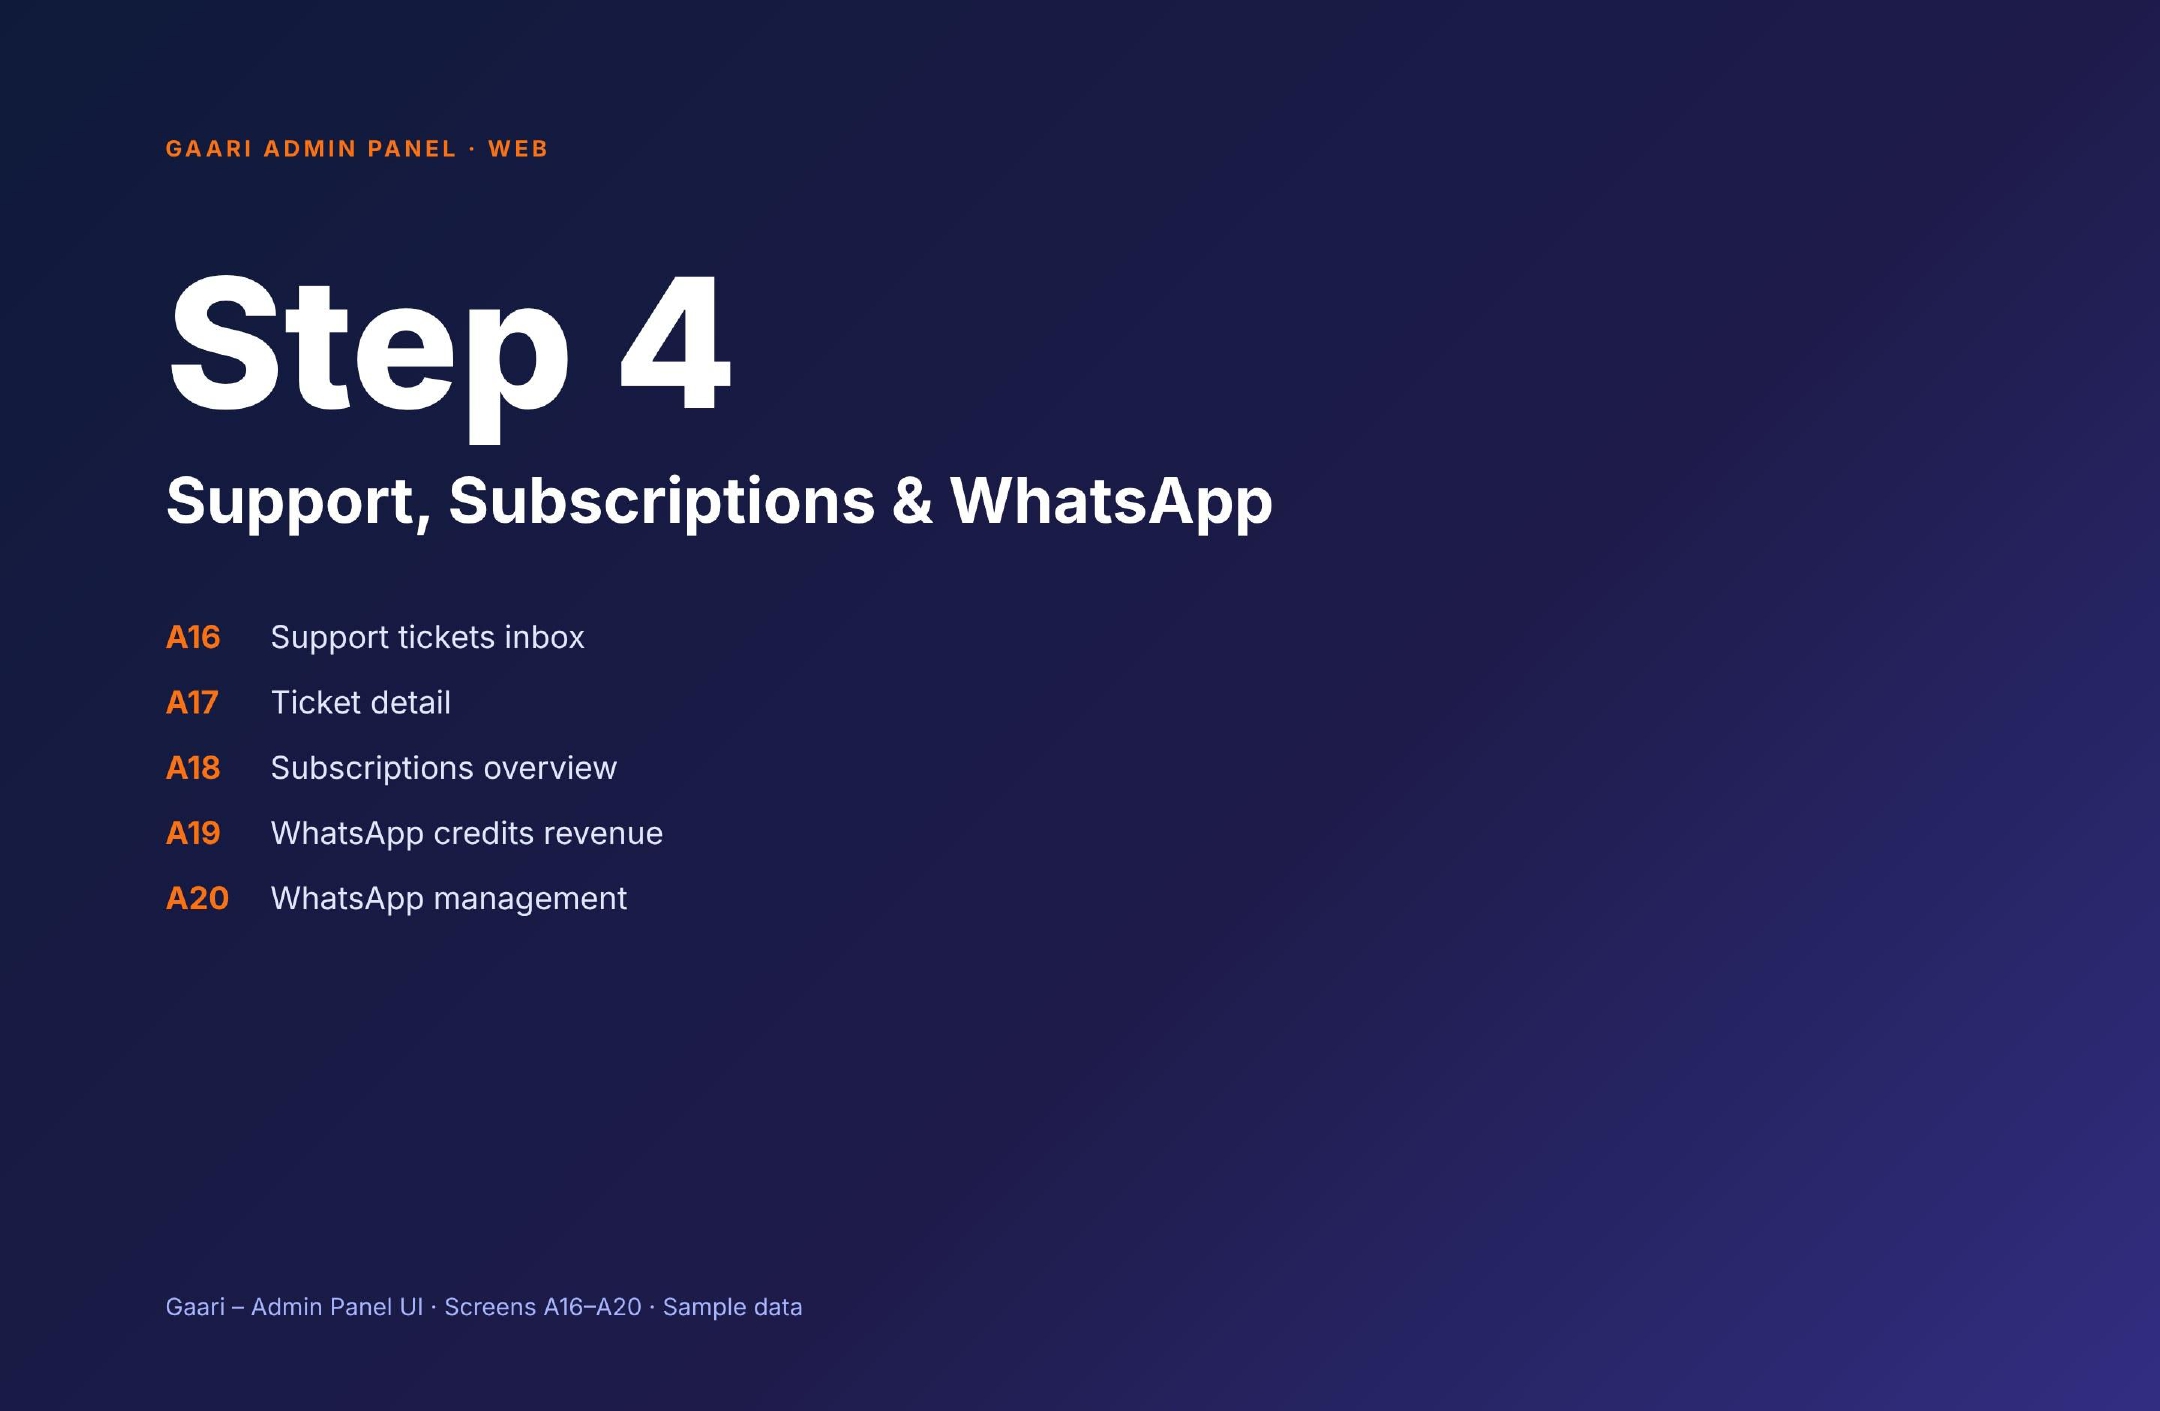 GAARI ADMIN PANEL · WEB
Step 4
Support, Subscriptions & WhatsApp
A16 Support tickets inbox
A17 Ticket detail
A18 Subscriptions overview
A19 WhatsApp credits revenue
A20 WhatsApp management
Gaari – Admin Panel UI · Screens A16–A20 · Sample data